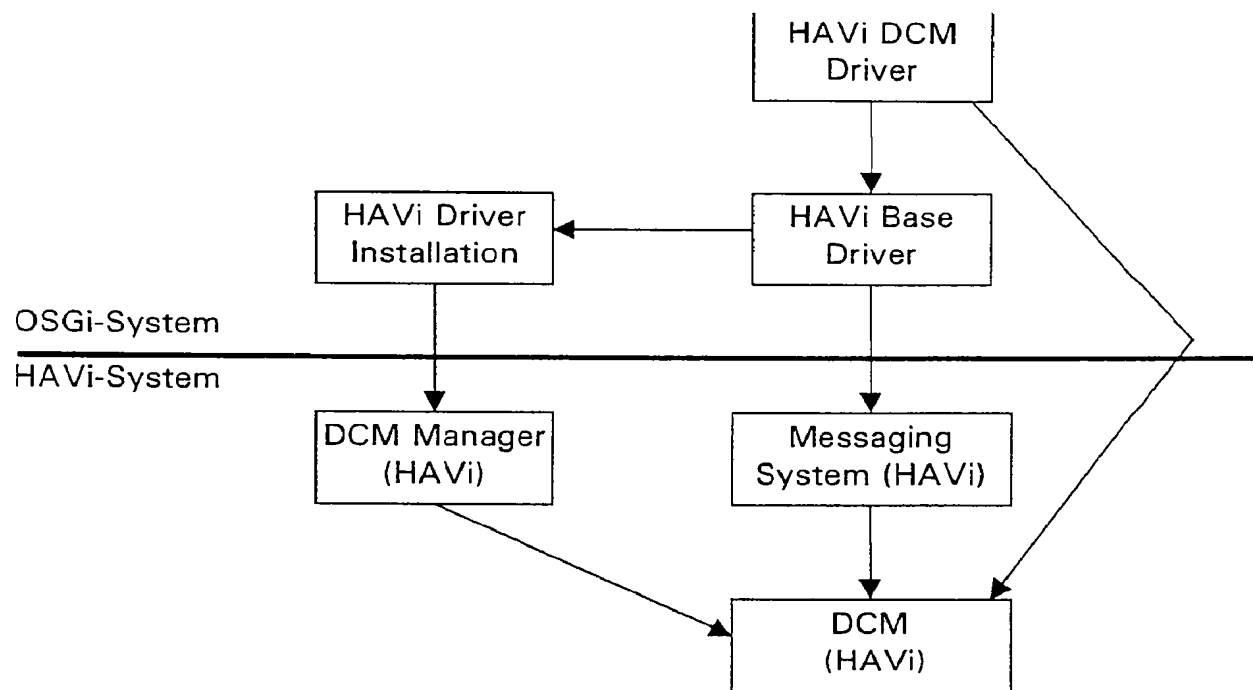 HAVi DCM
Driver
HAVi Driver
Installation
HAVi Base
Driver
OSGi-System
HAVi-System
DCM Manager
(HAVi)
Messaging
System (HAVi)
DCM
(HAVi)